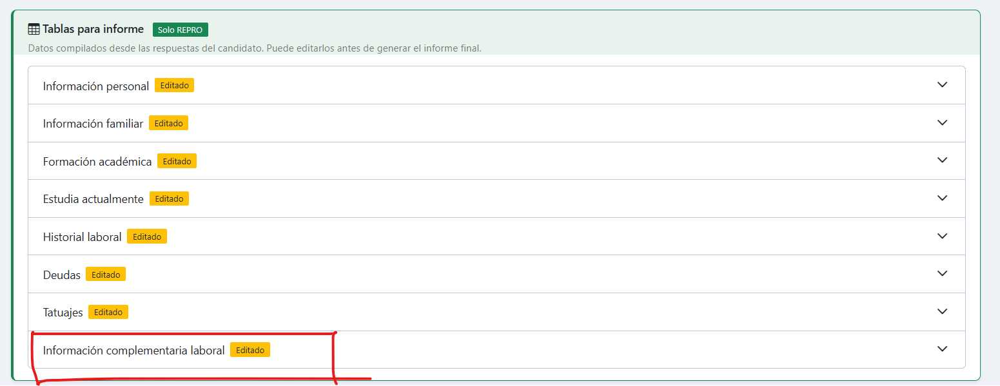 Tablas para informe Solo REPRO
Datos compilados desde las respuestas del candidato. Puede editarlos antes de generar el informe final.
Información personal Editado
Información familiar Editado
Formación académica Editado
Estudia actualmente Editado
Historial laboral Editado
Deudas Editado
Tatuajes Editado
Información complementaria laboral Editado